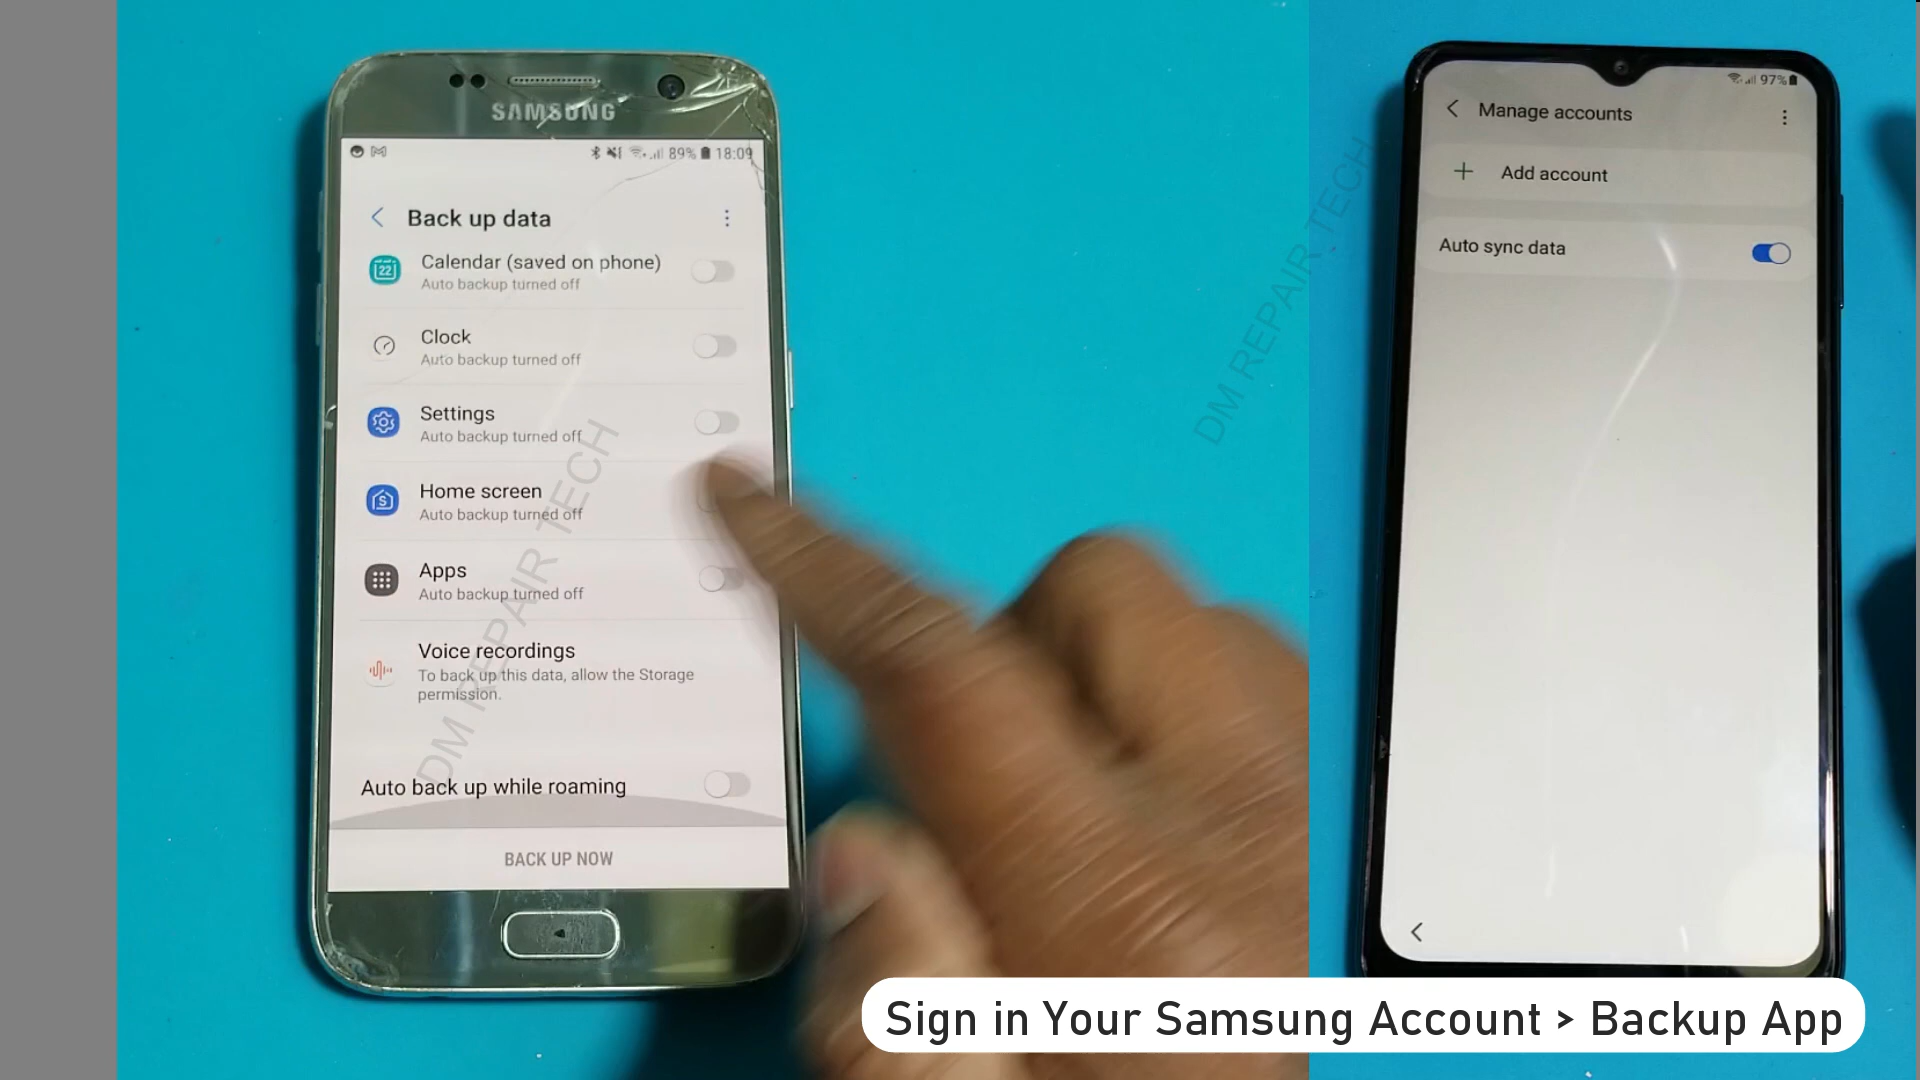 SAMSUNG
89% 18:09
Back up data
22
Calendar (saved on phone)
Auto backup turned off
Clock
Auto backup turned off
Settings
Auto backup turned off
Home screen
Auto backup turned off
Apps
Auto backup turned off
Voice recordings
To back up this data, allow the Storage
permission.
Auto back up while roaming
BACK UP NOW
DM REPAIR TECH
DM REPAIR TECH
97%
Manage accounts
Add account
Auto sync data
Sign in Your Samsung Account > Backup App